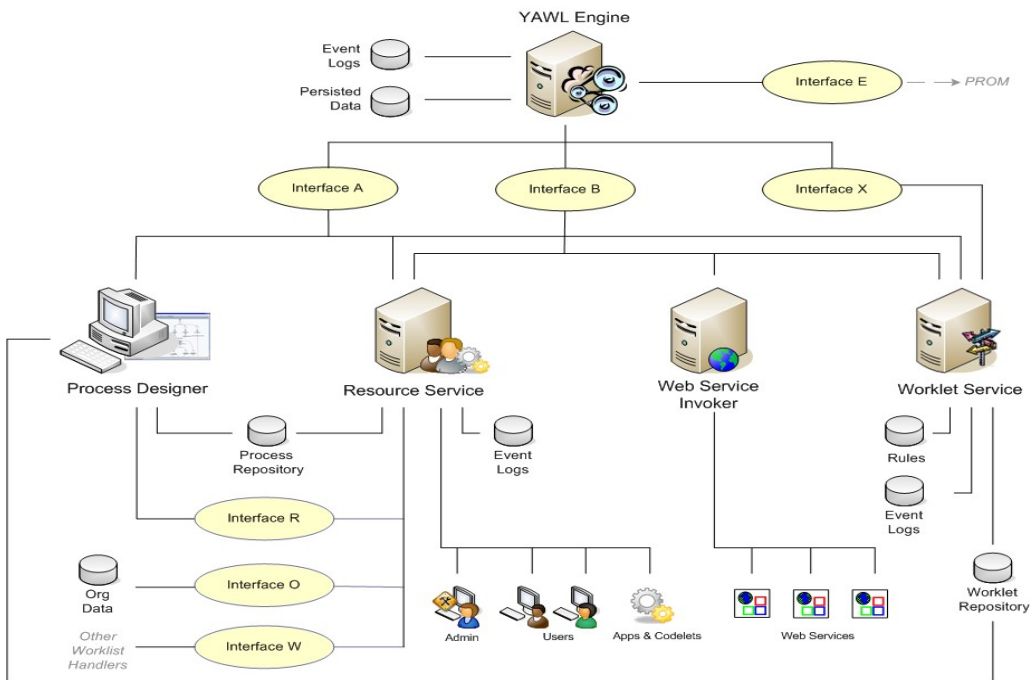 YAWL Engine
Event
Logs
Persisted
Data
Interface E
PROM
Interface A
Interface B
Interface X
Process Designer
Resource Service
Web Service
Invoker
Worklet Service
Process
Repository
Event
Logs
Rules
Event
Logs
Interface R
Org
Data
Interface O
Other
Worklist
Handlers
Interface W
Admin
Users
Apps & Codelets
Web Services
Worklet
Repository